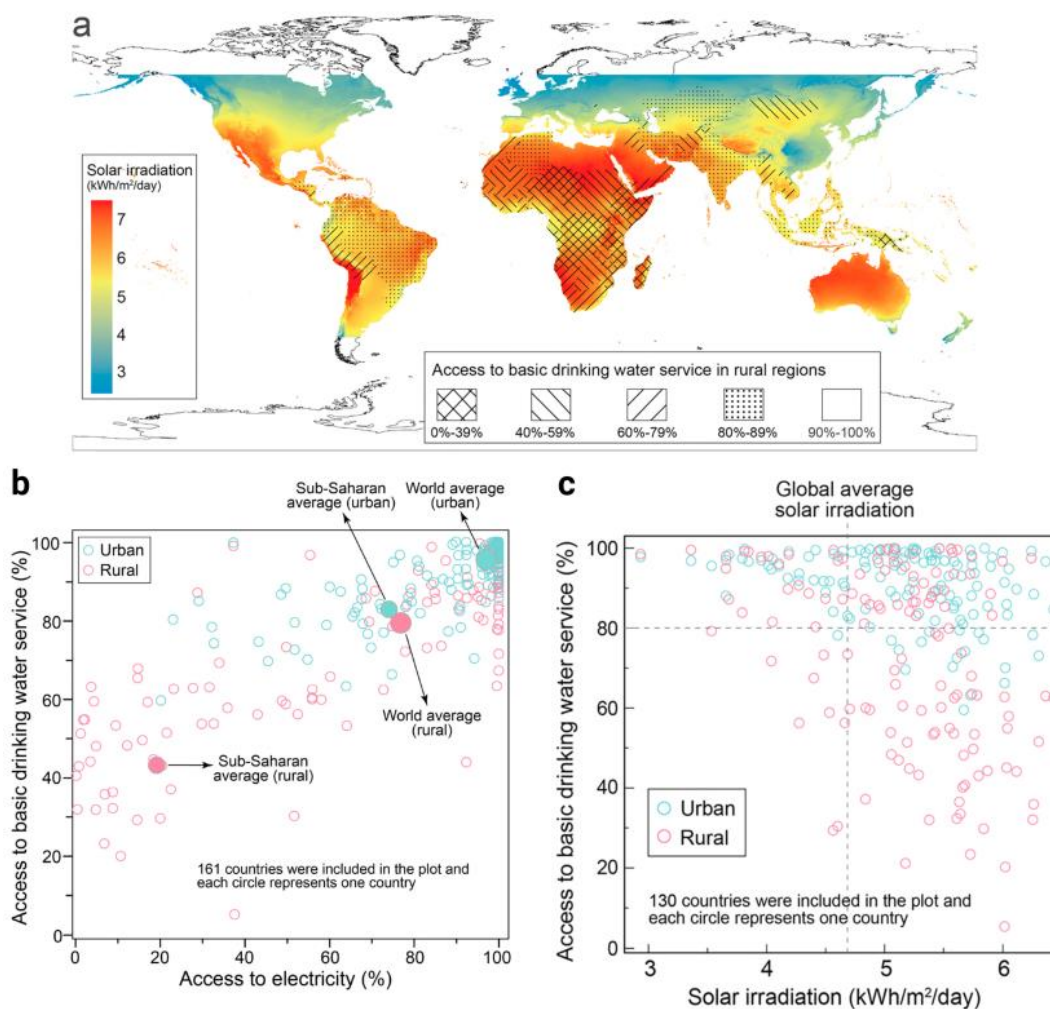 a
Solar irradiation
(kWh/m²/day)
7
6
5
4
3
Access to basic drinking water service in rural regions
0%-39% 40%-59% 60%-79% 80%-89% 90%-100%
b
Sub-Saharan
average (urban)
World average
(urban)
Urban
Rural
World average
(rural)
Sub-Saharan
average (rural)
161 countries were included in the plot and
each circle represents one country
100
80
60
40
20
0
0 20 40 60 80 100
Access to basic drinking water service (%)
Access to electricity (%)
c
Global average
solar irradiation
100
80
60
40
20
0
Urban
Rural
130 countries were included in the plot and
each circle represents one country
3 4 5 6
Access to basic drinking water service (%)
Solar irradiation (kWh/m²/day)